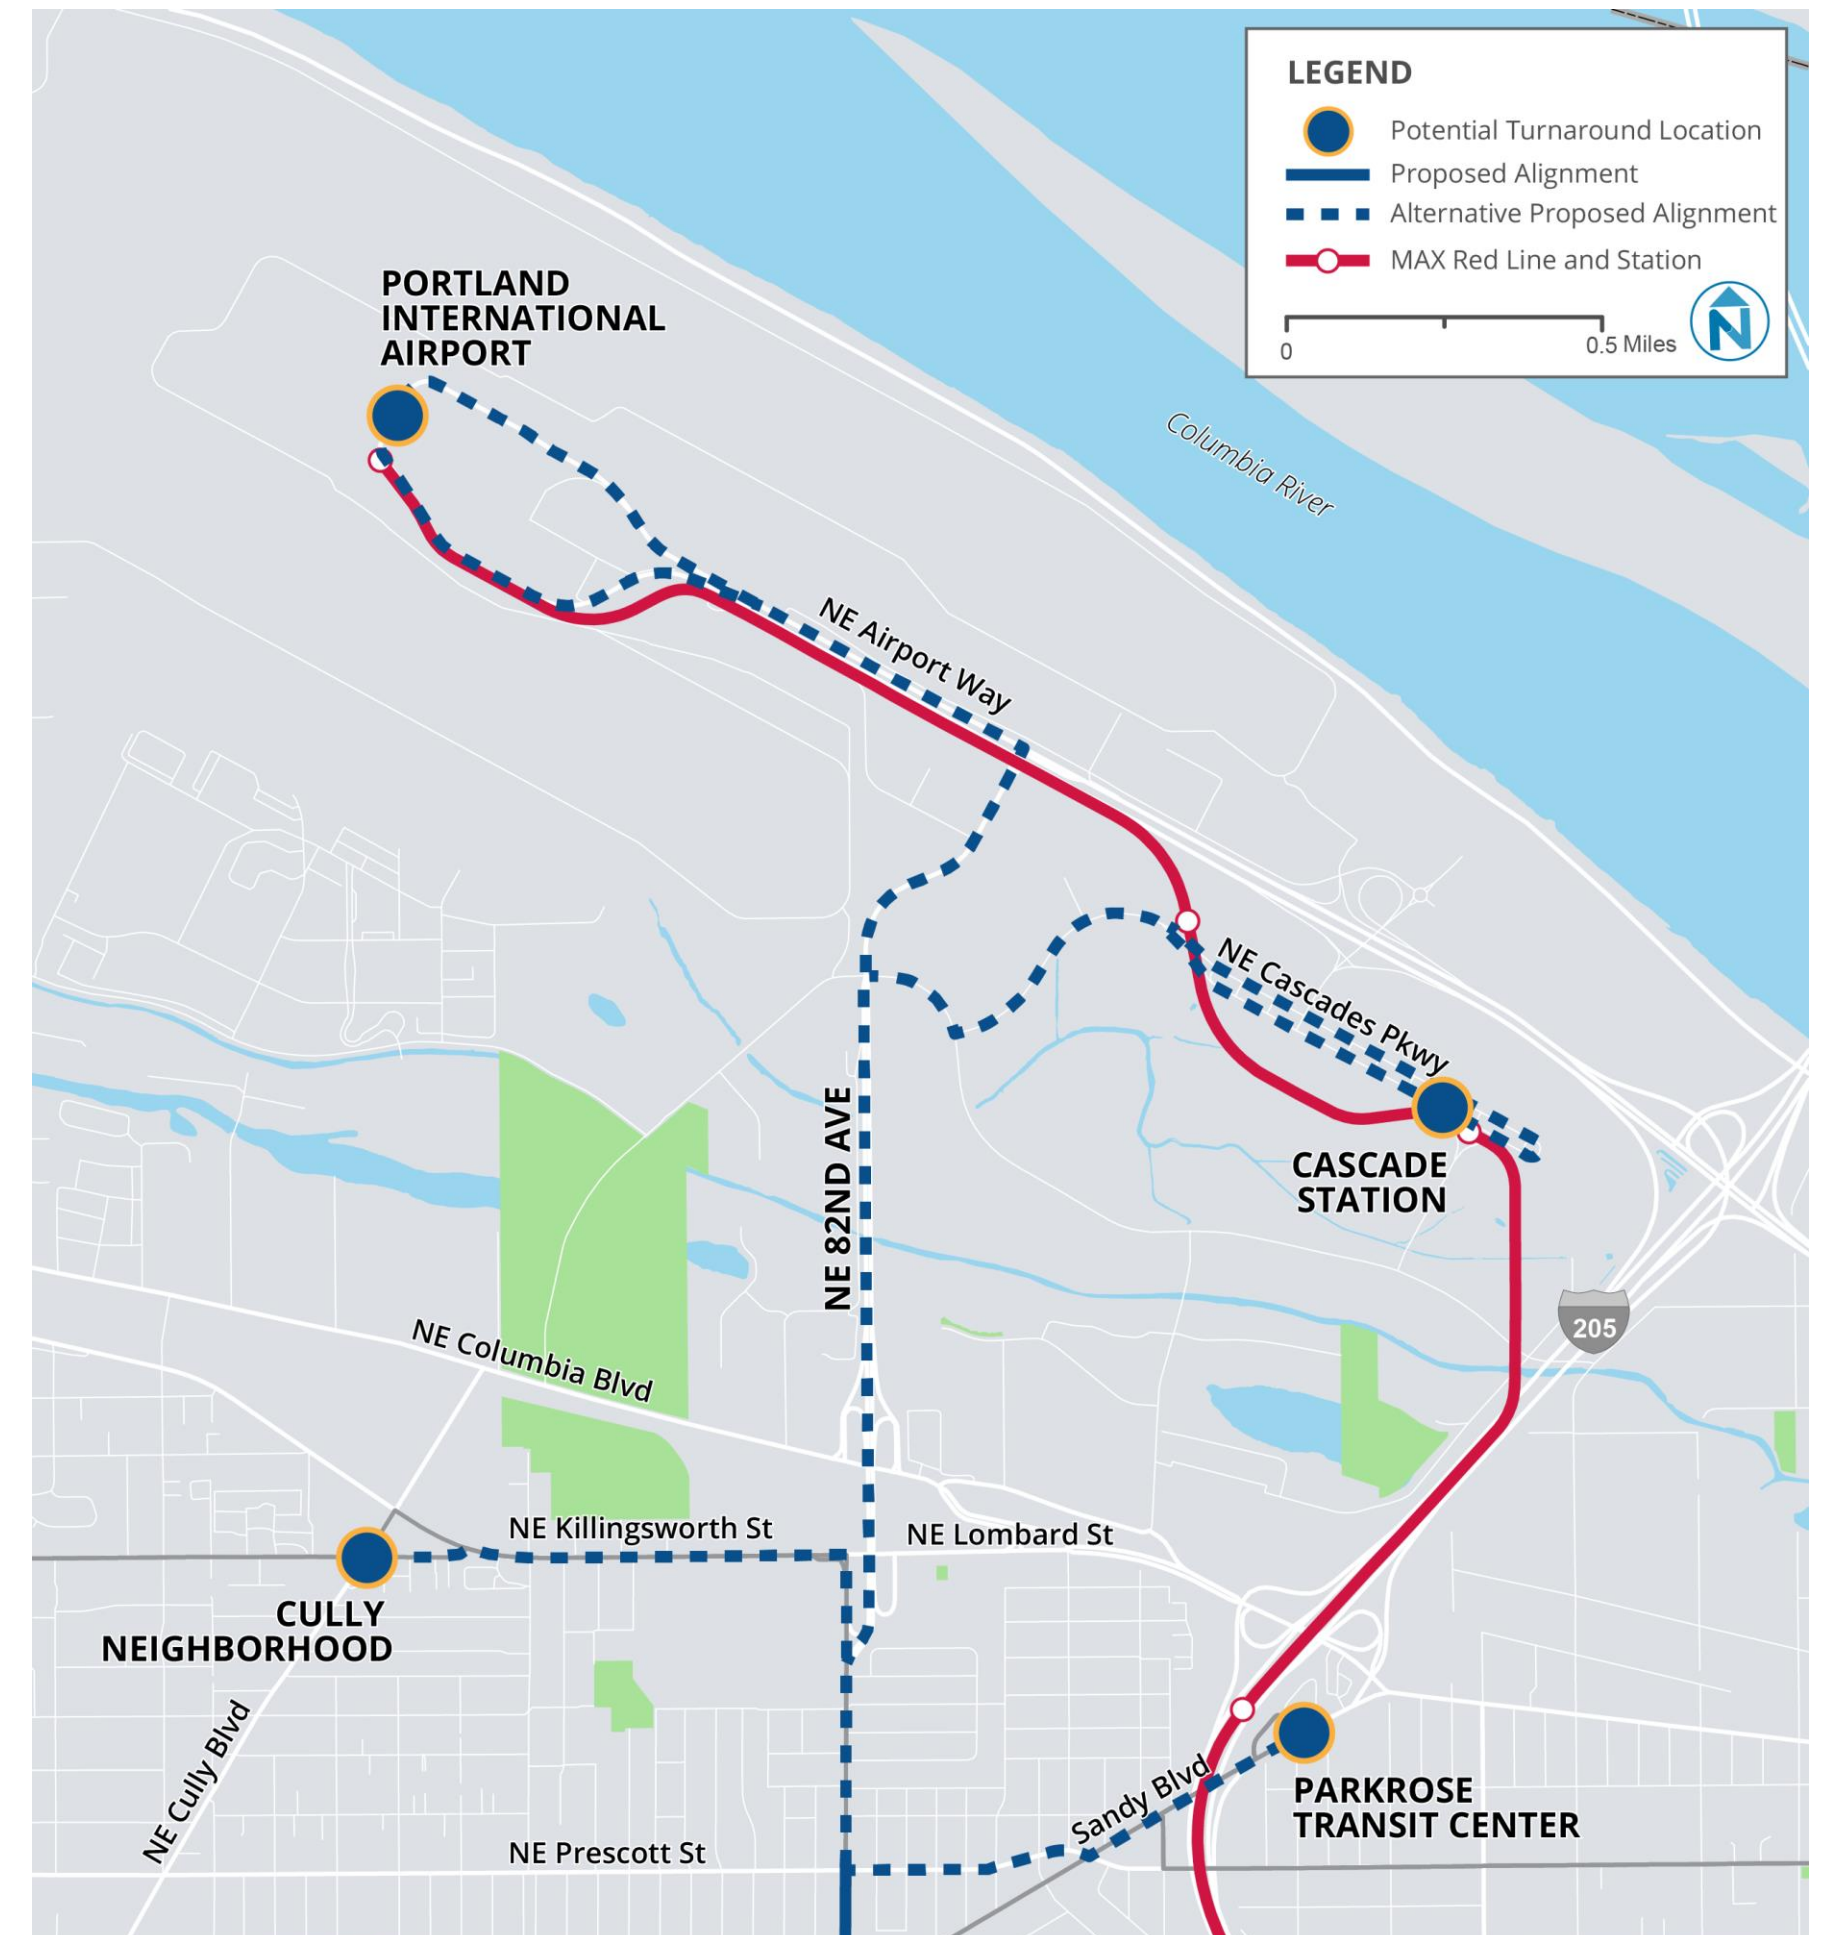 LEGEND
Potential Turnaround Location
Proposed Alignment
Alternative Proposed Alignment
MAX Red Line and Station
0
0.5 Miles
N
PORTLAND
INTERNATIONAL
AIRPORT
Columbia River
NE Airport Way
NE Cascades Pkwy
NE 82ND AVE
CASCADE
STATION
205
NE Columbia Blvd
NE Killingsworth St
NE Lombard St
CULLY
NEIGHBORHOOD
NE Cully Blvd
Sandy Blvd
PARKROSE
TRANSIT CENTER
NE Prescott St